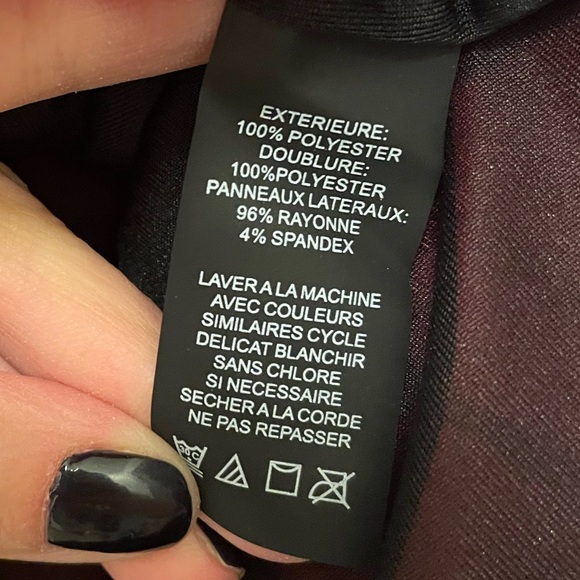 EXTERIEURE:
100% POLYESTER
DOUBLURE:
100%POLYESTER
PANNEAUX LATERAUX:
96% RAYONNE
4% SPANDEX
LAVER A LA MACHINE
AVEC COULEURS
SIMILAIRES CYCLE
DELICAT BLANCHIR
SANS CHLORE
SI NECESSAIRE
SECHER A LA CORDE
NE PAS REPASSER
30C